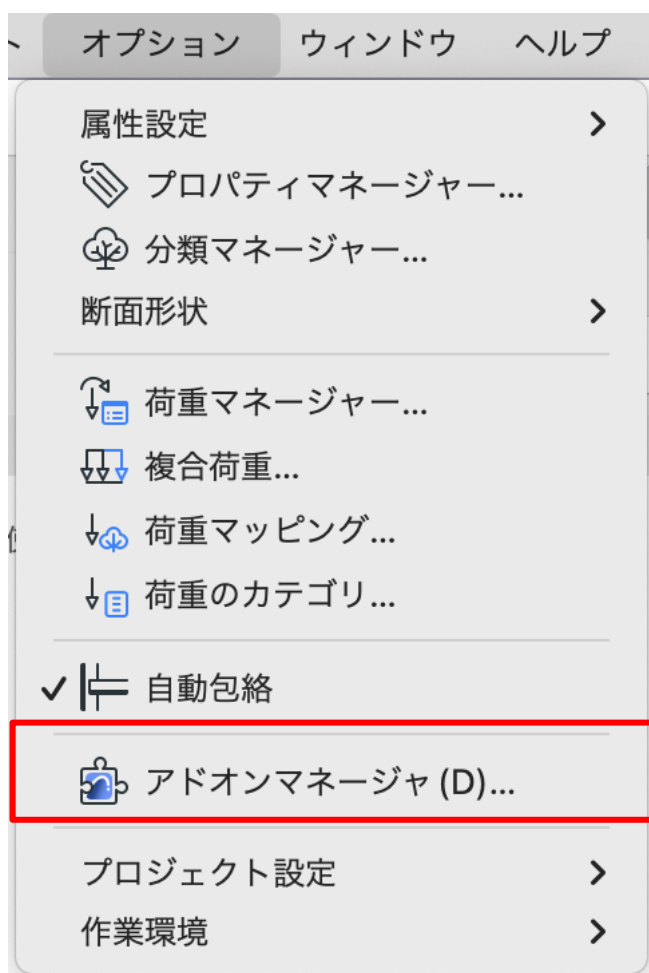 オプション ウィンドウ ヘルプ
属性設定
プロパティマネージャー...
分類マネージャー...
断面形状
荷重マネージャー...
複合荷重...
荷重マッピング...
荷重のカテゴリ...
自動包絡
アドオンマネージャ (D)...
プロジェクト設定
作業環境